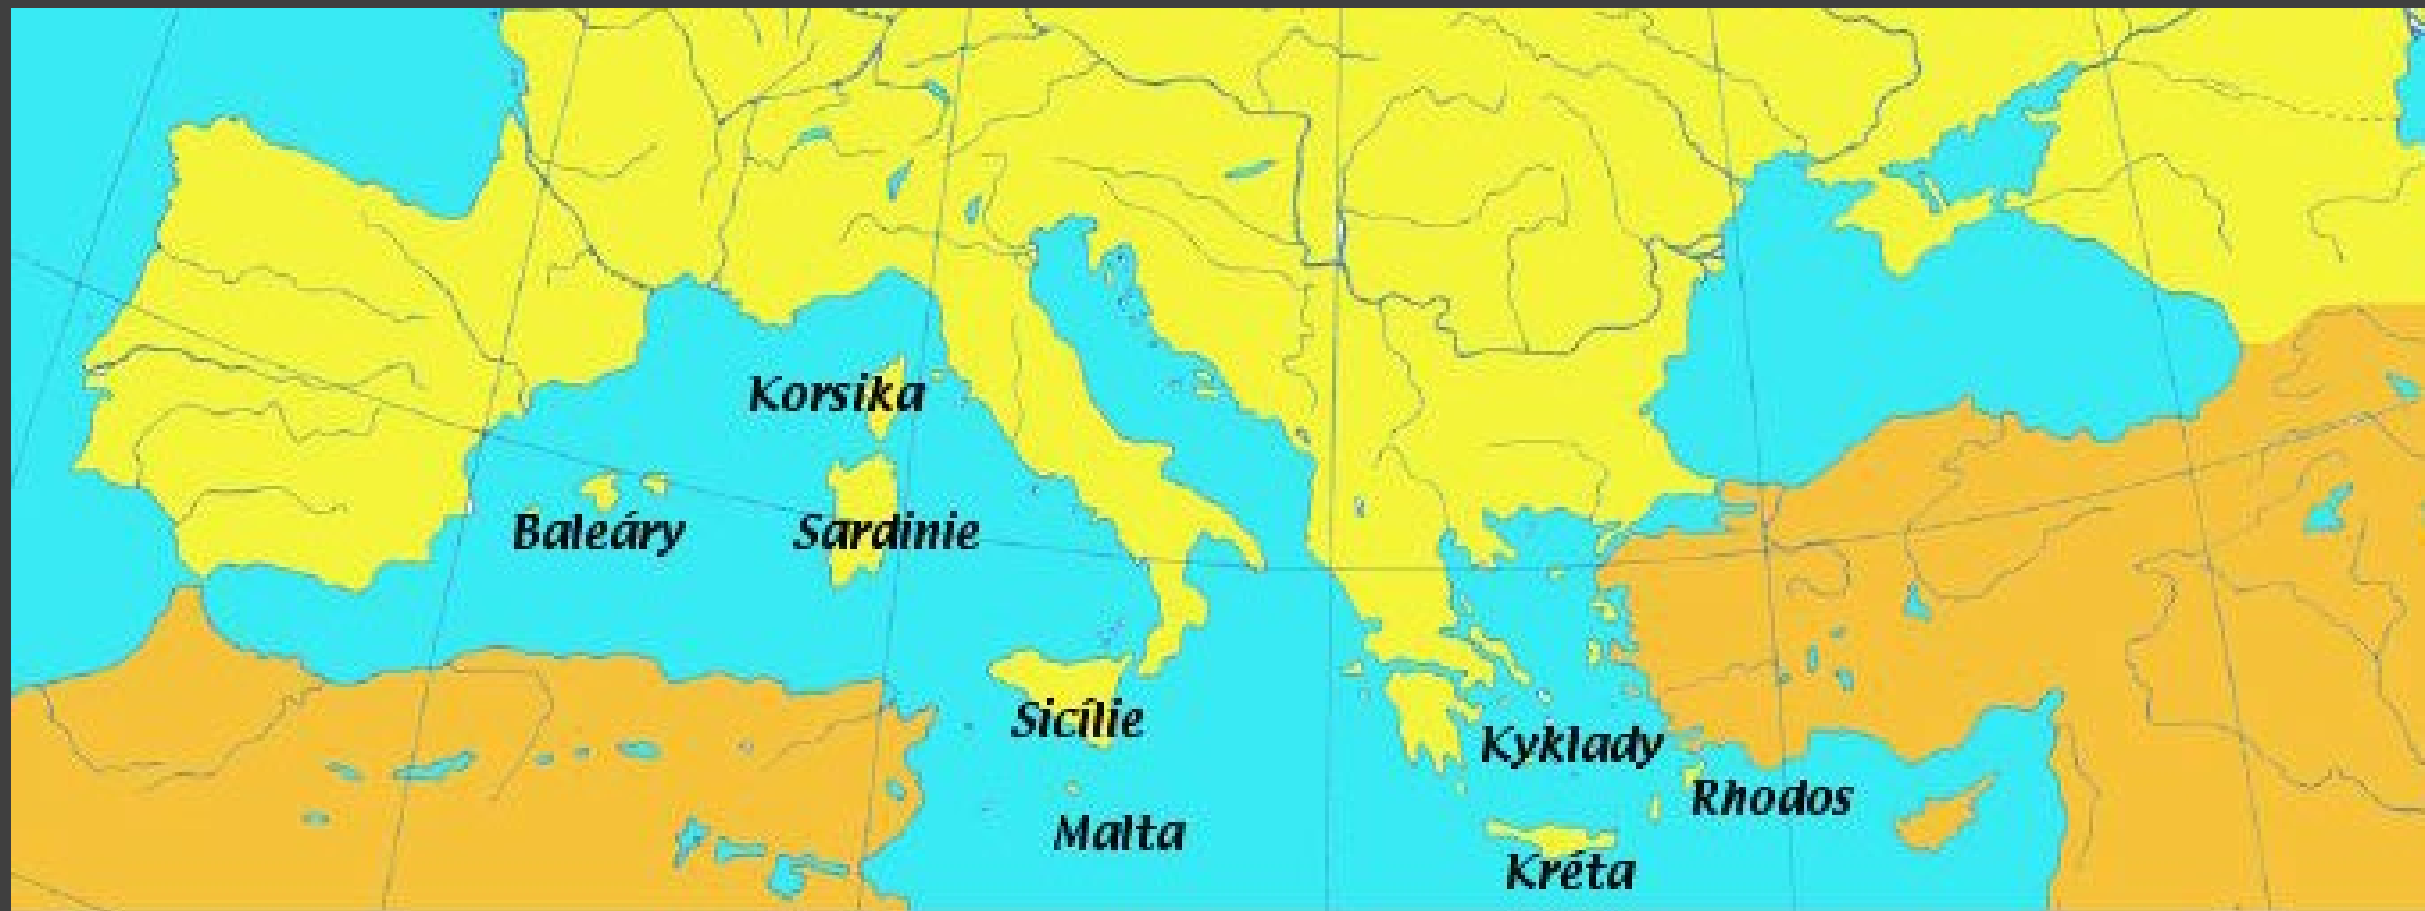 Korsika
Baleáry
Sardinie
Sicílie
Kyklady
Rhodos
Malta
Kréta